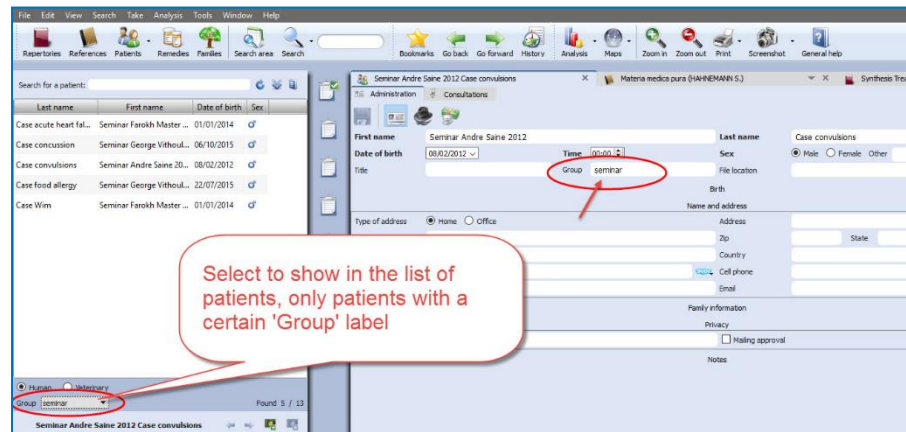 File Edit View Search Take Analysis Tools Window Help
Repertories References Patients Remedies Families Search area Search Bookmarks Go back Go forward History Analysis Maps Zoom in Zoom out Print Screenshot General help
Search for a patient:
Last name First name Date of birth Sex
Case acute heart fal... Seminar Farokh Master ... 01/01/2014
Case concussion Seminar George Vithoul... 06/10/2015
Case convulsions Seminar Andre Saine 20... 08/02/2012
Case food allergy Seminar George Vithoul... 22/07/2015
Case Wim Seminar Farokh Master ... 01/01/2014
Human Veterinary
Group seminar Found 5 / 13
Seminar Andre Saine 2012 Case convulsions
Seminar Andre Saine 2012 Case convulsions X Materia medica pura (HAHNEMANN S.) X Synthesis Trea
Administration Consultations
First name Seminar Andre Saine 2012 Last name Case convulsions
Date of birth 08/02/2012 Time 00:00 Sex Male Female Other
Title Group seminar File location
Birth
Name and address
Type of address Home Office Address
Zip State
Country
Cell phone
Email
Family information
Privacy
Mailing approval
Notes
Select to show in the list of
patients, only patients with a
certain 'Group' label